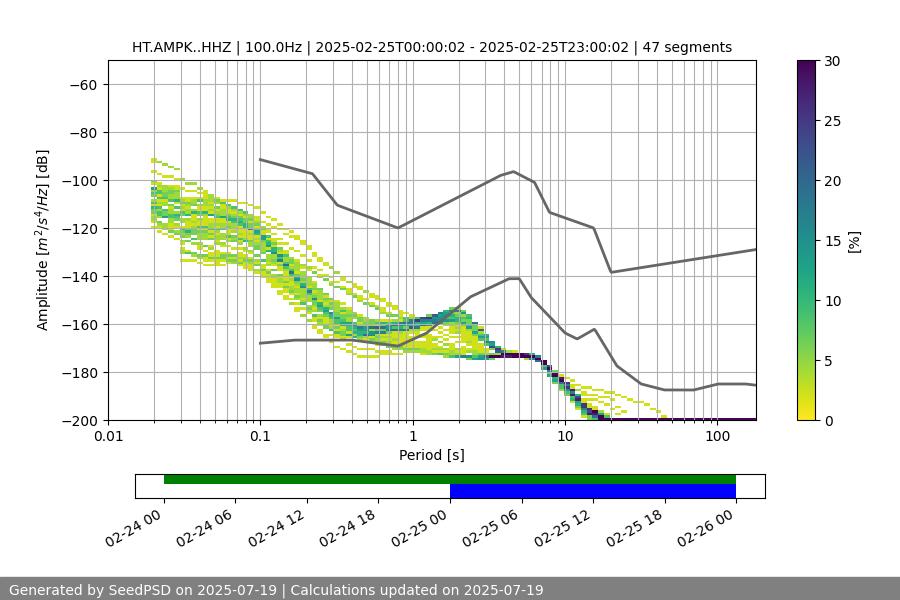 HT.AMPK..HHZ | 100.0Hz | 2025-02-25T00:00:02 - 2025-02-25T23:00:02 | 47 segments
−60
−80
−100
−120
−140
−160
−180
−200
Amplitude [m²/s⁴/Hz] [dB]
0.01 0.1 1 10 100
Period [s]
30
25
20
15
10
5
0
[%]
02-24 00 02-24 06 02-24 12 02-24 18 02-25 00 02-25 06 02-25 12 02-25 18 02-26 00
Generated by SeedPSD on 2025-07-19 | Calculations updated on 2025-07-19